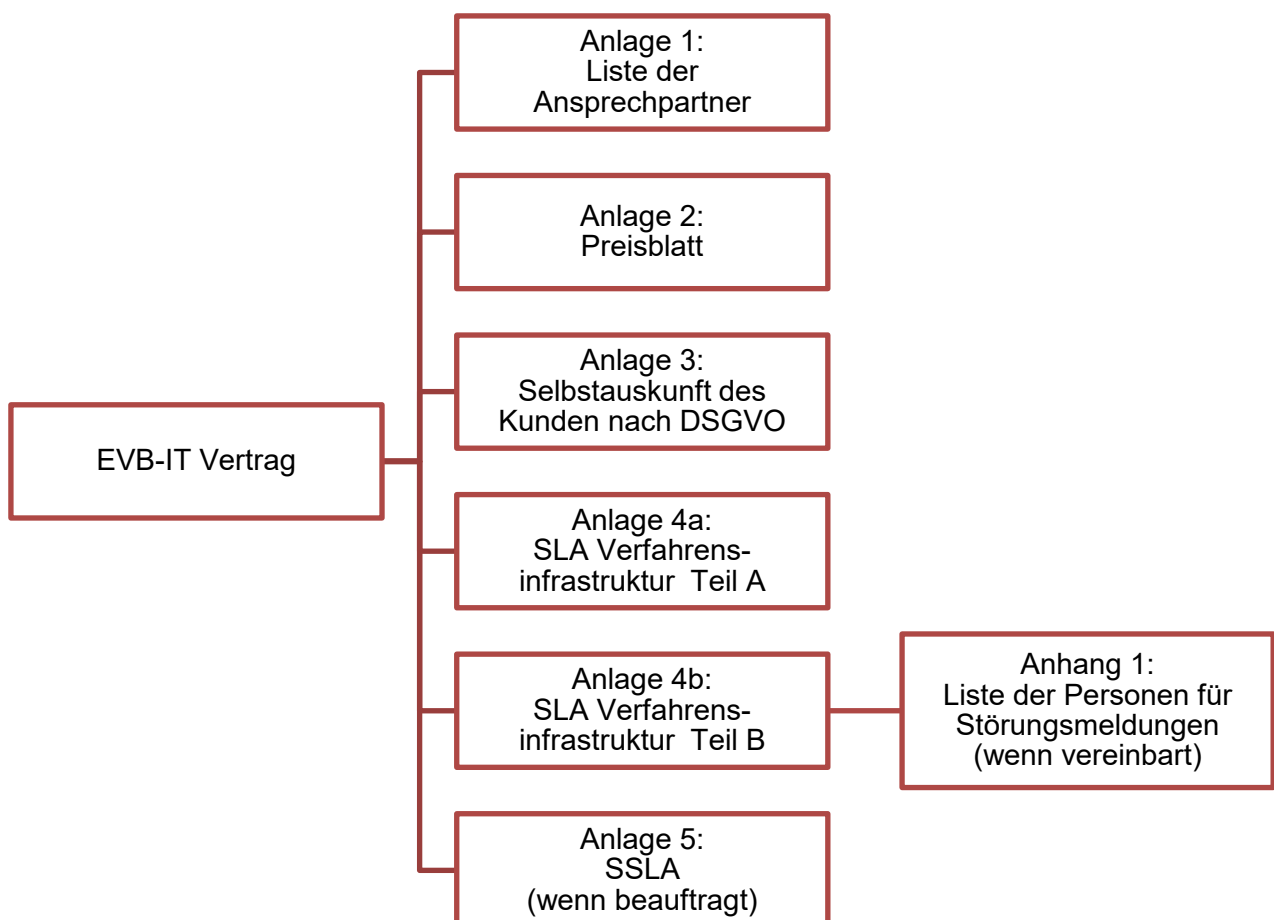 Anlage 1:
Liste der
Ansprechpartner
Anlage 2:
Preisblatt
Anlage 3:
Selbstauskunft des
Kunden nach DSGVO
EVB-IT Vertrag
Anlage 4a:
SLA Verfahrens-
infrastruktur  Teil A
Anlage 4b:
SLA Verfahrens-
infrastruktur  Teil B
Anhang 1:
Liste der Personen für
Störungsmeldungen
(wenn vereinbart)
Anlage 5:
SSLA
(wenn beauftragt)